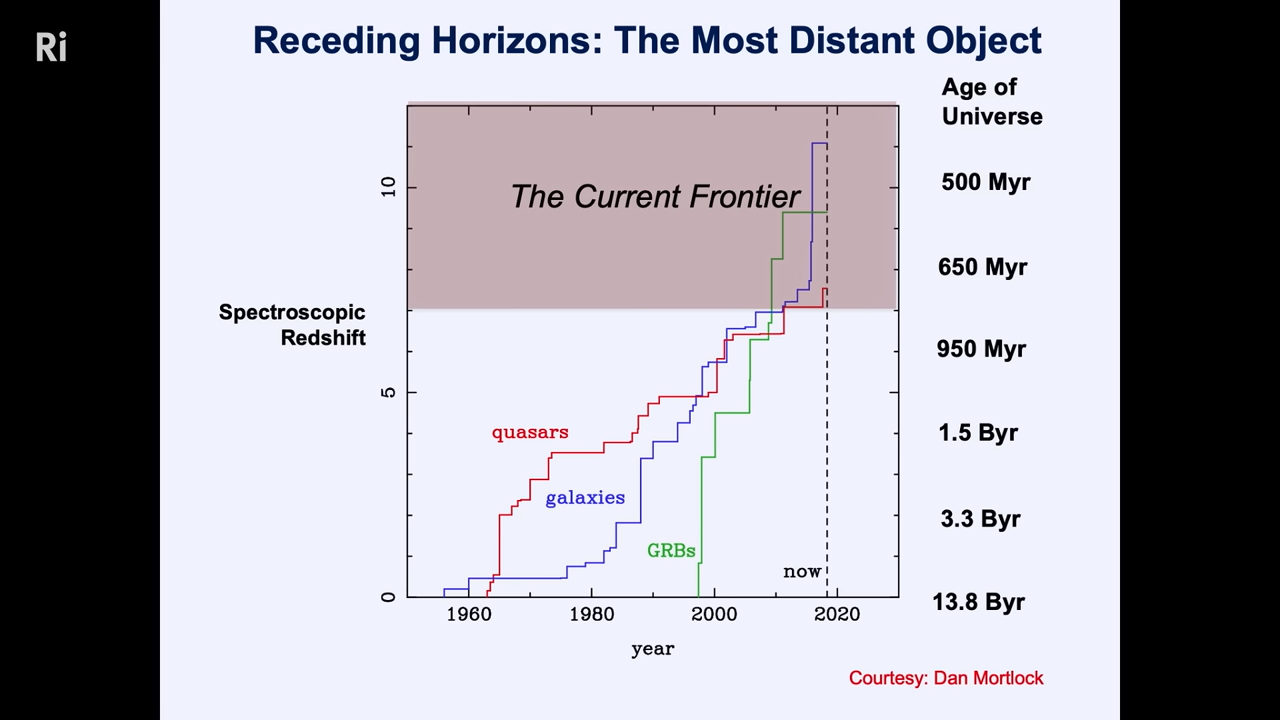 Ri
Receding Horizons: The Most Distant Object
Age of
Universe
10
The Current Frontier
500 Myr
650 Myr
Spectroscopic
Redshift
950 Myr
5
quasars
1.5 Byr
galaxies
3.3 Byr
GRBs
now
0
13.8 Byr
1960 1980 2000 2020
year
Courtesy: Dan Mortlock